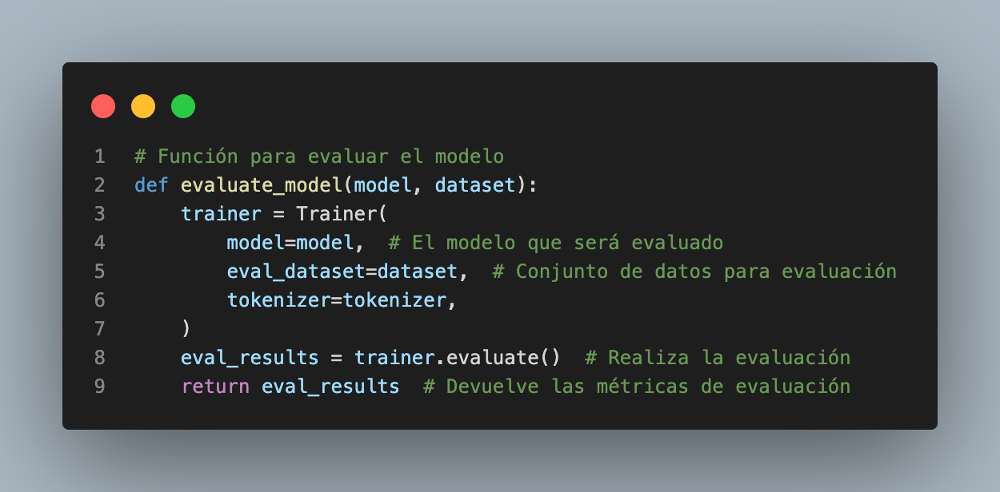 1 # Función para evaluar el modelo
2 def evaluate_model(model, dataset):
3     trainer = Trainer(
4         model=model,  # El modelo que será evaluado
5         eval_dataset=dataset,  # Conjunto de datos para evaluación
6         tokenizer=tokenizer,
7     )
8     eval_results = trainer.evaluate()  # Realiza la evaluación
9     return eval_results  # Devuelve las métricas de evaluación